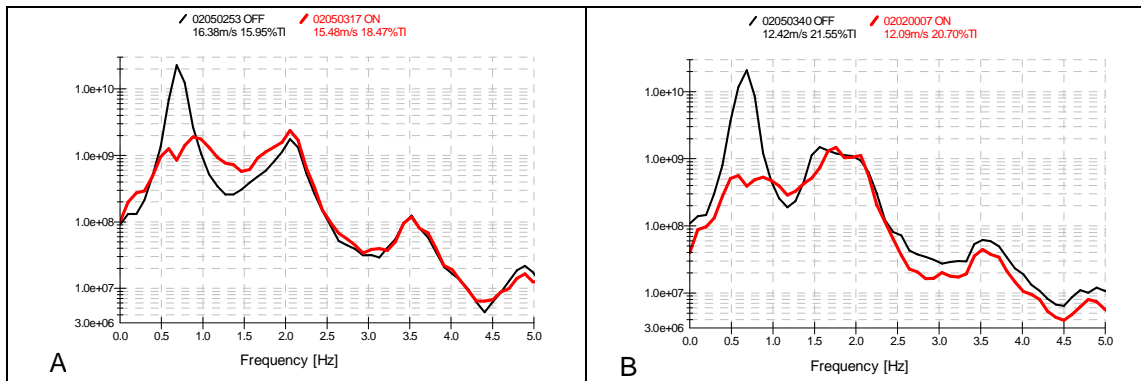 02050253 OFF 02050317 ON
16.38m/s 15.95%TI 15.48m/s 18.47%TI
1.0e+10
1.0e+09
1.0e+08
1.0e+07
3.0e+06
0.0 0.5 1.0 1.5 2.0 2.5 3.0 3.5 4.0 4.5 5.0
Frequency [Hz]
A
02050340 OFF 02020007 ON
12.42m/s 21.55%TI 12.09m/s 20.70%TI
1.0e+10
1.0e+09
1.0e+08
1.0e+07
3.0e+06
0.0 0.5 1.0 1.5 2.0 2.5 3.0 3.5 4.0 4.5 5.0
Frequency [Hz]
B